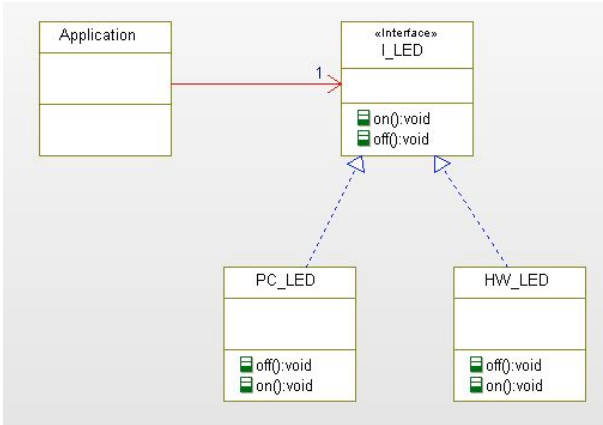 Application
«Interface»
I_LED
1
on():void
off():void
PC_LED
off():void
on():void
HW_LED
off():void
on():void